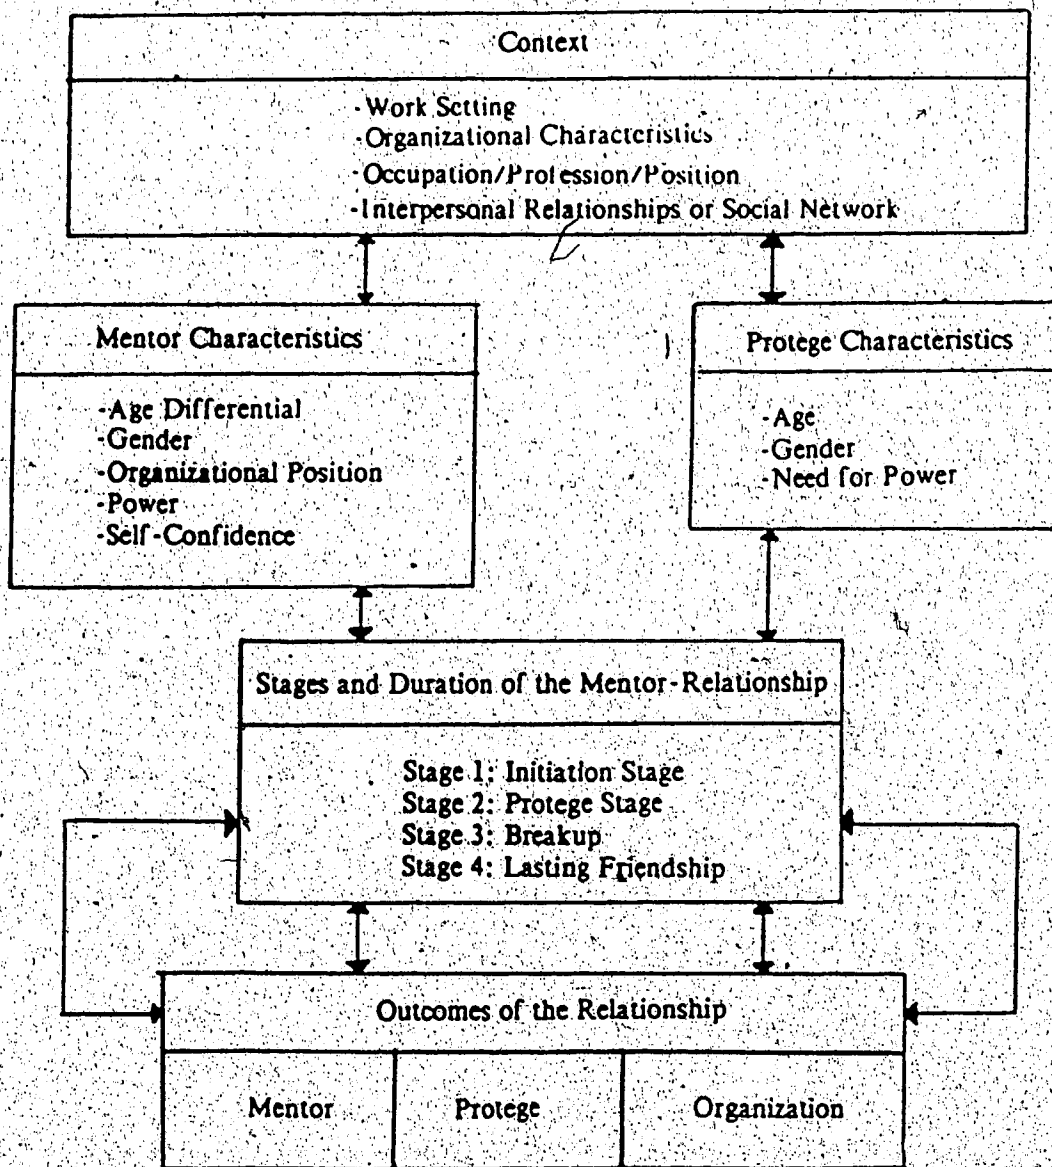 Context
-Work Setting
-Organizational Characteristics
-Occupation/Profession/Position
-Interpersonal Relationships or Social Network
Mentor Characteristics
-Age Differential
-Gender
-Organizational Position
-Power
-Self-Confidence
Protege Characteristics
-Age
-Gender
-Need for Power
Stages and Duration of the Mentor-Relationship
Stage 1: Initiation Stage
Stage 2: Protege Stage
Stage 3: Breakup
Stage 4: Lasting Friendship
Outcomes of the Relationship
Mentor
Protege
Organization